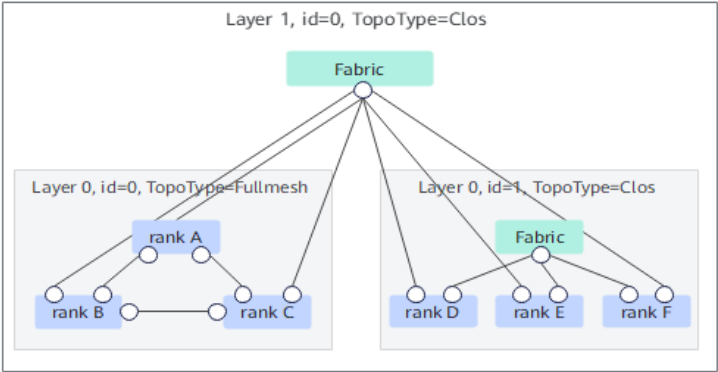 Layer 1, id=0, TopoType=Clos
Fabric
Layer 0, id=0, TopoType=Fullmesh
rank A
rank B
rank C
Layer 0, id=1, TopoType=Clos
Fabric
rank D
rank E
rank F